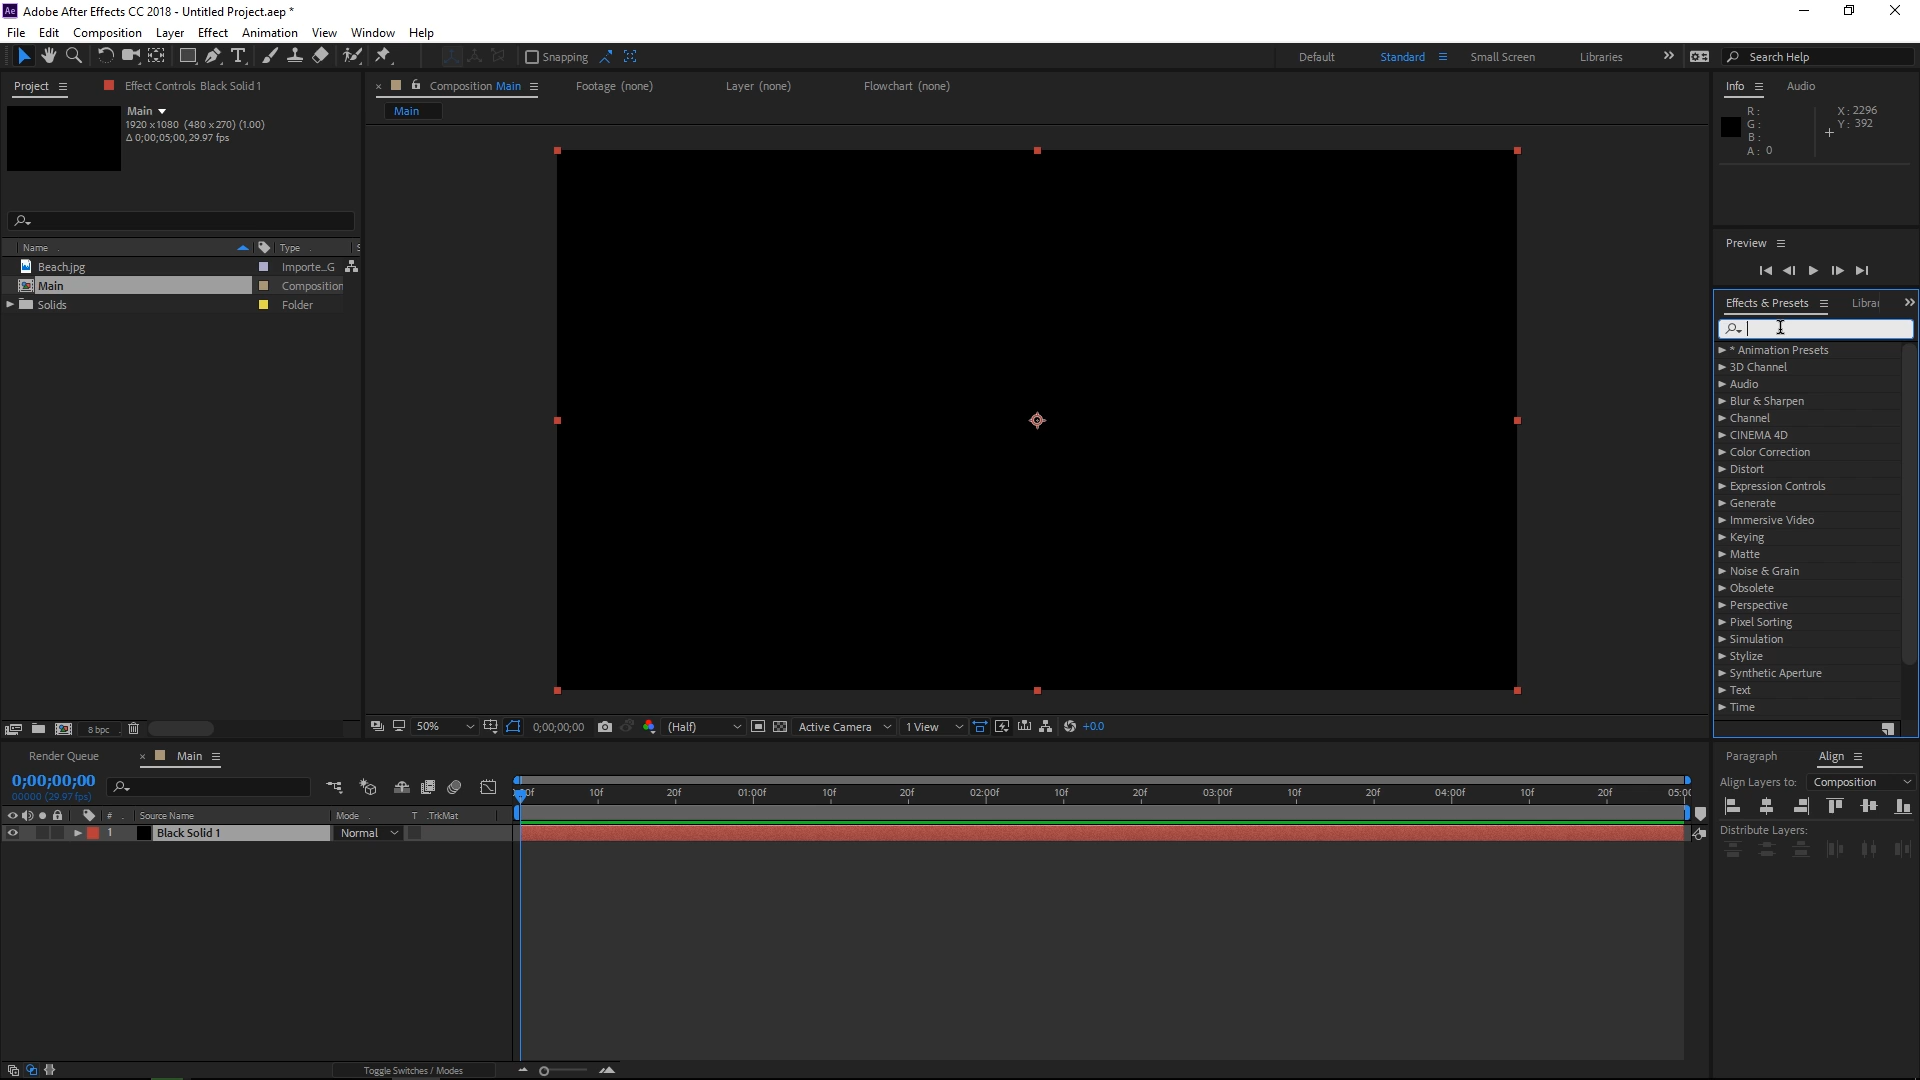 Ae Adobe After Effects CC 2018 - Untitled Project.aep *
File Edit Composition Layer Effect Animation View Window Help
Snapping Default Standard Small Screen Libraries Search Help
Project Effect Controls Black Solid 1 Composition Main Footage (none) Layer (none) Flowchart (none) Info Audio
Main
1920 x1080 (480 x270) (1.00)
Δ 0;00;05;00, 29.97 fps
Main
R:
G:
B:
A: 0
X: 2296
Y: 392
Preview
Name Type
Beach.jpg Importe...G
Main Composition
Solids Folder
Effects & Presets
* Animation Presets
3D Channel
Audio
Blur & Sharpen
Channel
CINEMA 4D
Color Correction
Distort
Expression Controls
Generate
Immersive Video
Keying
Matte
Noise & Grain
Obsolete
Perspective
Pixel Sorting
Simulation
Stylize
Synthetic Aperture
Text
Time
8 bpc 50% 0;00;00;00 (Half) Active Camera 1 View +0.0
Render Queue Main Paragraph Align
0;00;00;00
00000 (29.97 fps)
10f 20f 01:00f 10f 20f 02:00f 10f 20f 03:00f 10f 20f 04:00f 10f 20f
Align Layers to: Composition
# Source Name Mode T .TrkMat
1 Black Solid 1 Normal
Distribute Layers:
Toggle Switches / Modes